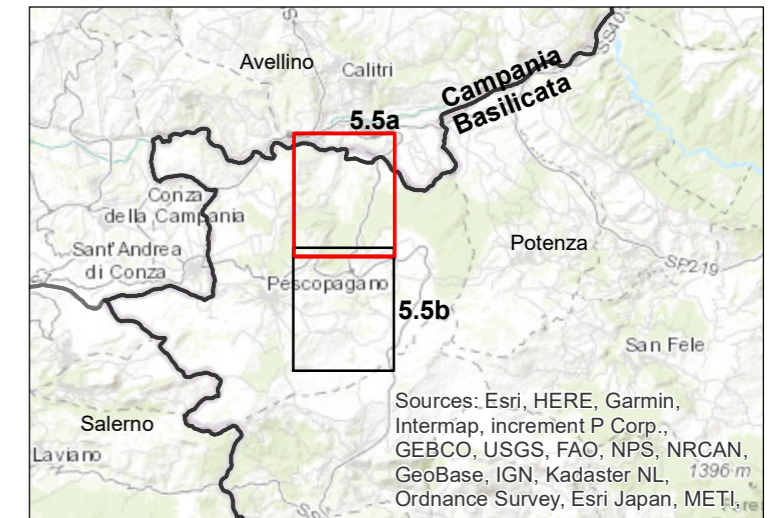 SS401
Avellino
Calitri
Campania
Basilicata
5.5a
Conza
della Campania
Potenza
Sant'Andrea
di Conza
SP219
Pescopagano
5.5b
San Fele
Sources: Esri, HERE, Garmin,
Intermap, increment P Corp.,
GEBCO, USGS, FAO, NPS, NRCAN,
GeoBase, IGN, Kadaster NL,
Ordnance Survey, Esri Japan, METI,
Salerno
Laviano
1396 m